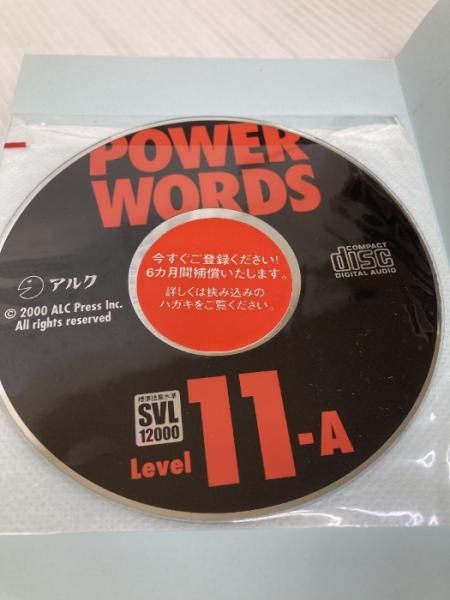 POWER
WORDS
今すぐご登録ください!
6カ月間補償いたします。
詳しくは挟み込みの
ハガキをご覧ください。
アルク
© 2000 ALC Press Inc.
All rights reserved
COMPACT
disc
DIGITAL AUDIO
標準語彙水準
SVL
12000
Level 11-A